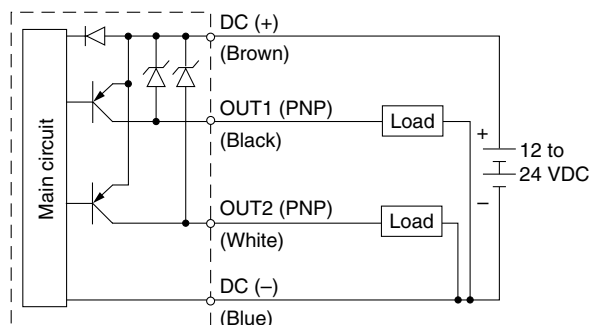 DC (+)
(Brown)
Main circuit
OUT1 (PNP)
(Black)
Load
+
12 to
24 VDC
−
OUT2 (PNP)
(White)
Load
DC (–)
(Blue)